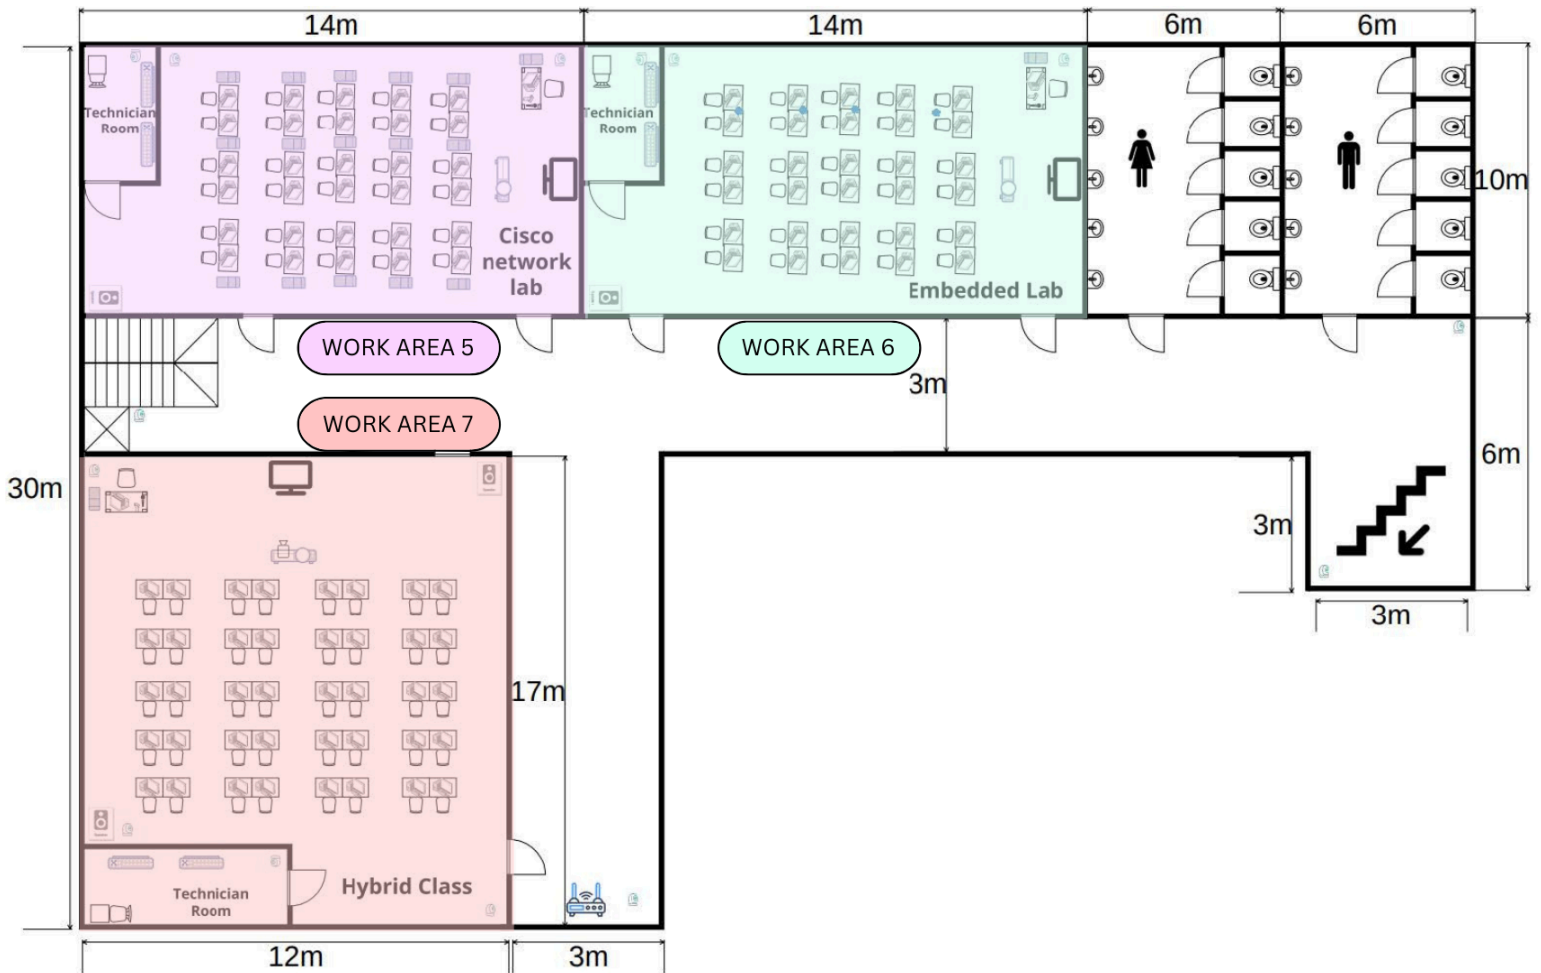 14m
14m
6m
6m
Technician
Room
Technician
Room
10m
Cisco
network
lab
Embedded Lab
WORK AREA 5
WORK AREA 6
3m
WORK AREA 7
6m
30m
3m
3m
17m
Hybrid Class
Technician
Room
12m
3m